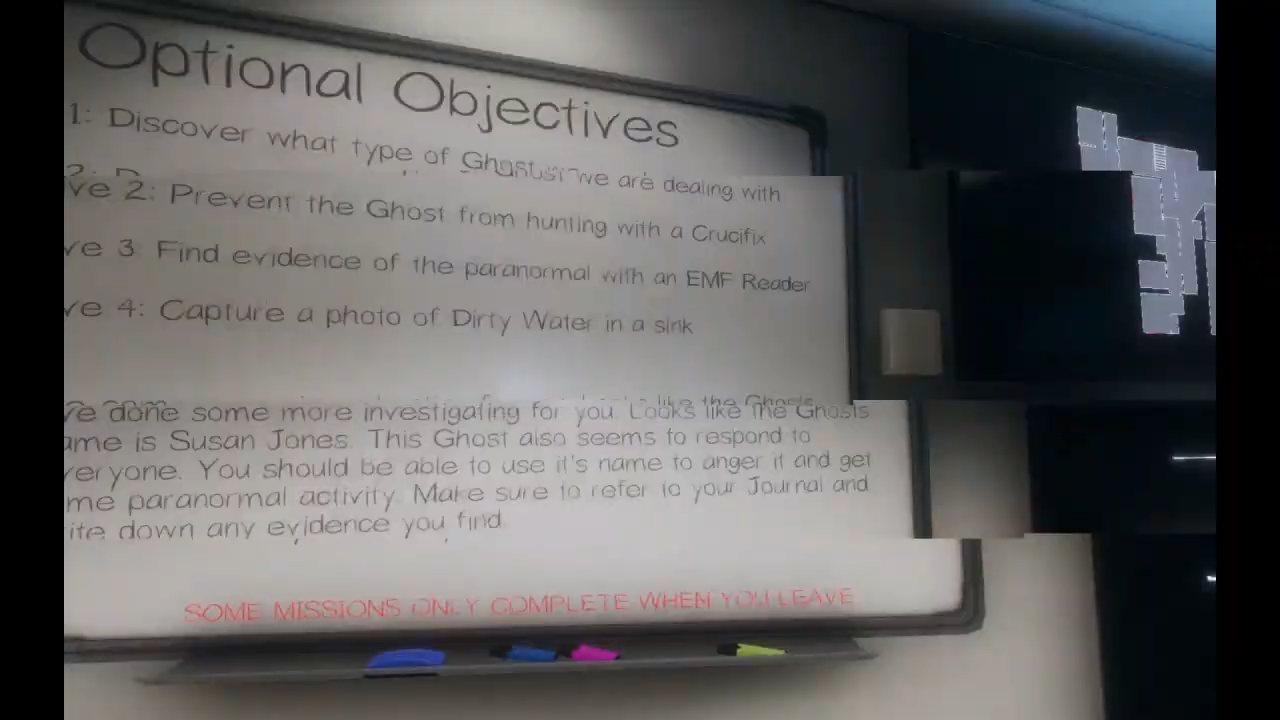 Optional Objectives
1: Discover what type of Ghost we are dealing with
ve 2: Prevent the Ghost from hunting with a Crucifix
ve 3 Find evidence of the paranormal with an EMF Reader
ve 4: Capture a photo of Dirty Water in a sink
ve done some more investigating for you. Looks like the Ghosts
ame is Susan Jones. This Ghost also seems to respond to
veryone. You should be able to use it's name to anger it and get
me paranormal activity. Make sure to refer to your Journal and
ite down any evidence you find.
SOME MISSIONS ONLY COMPLETE WHEN YOU LEAVE